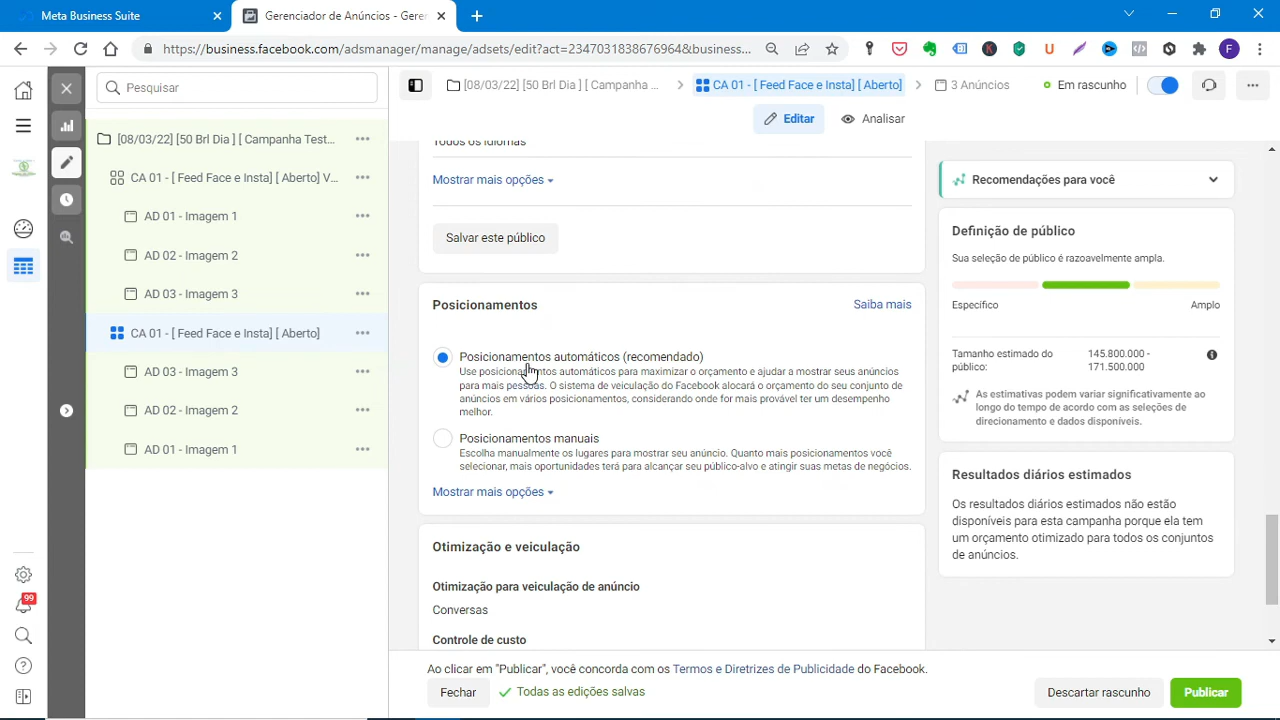 Meta Business Suite
Gerenciador de Anúncios - Geren
https://business.facebook.com/adsmanager/manage/adsets/edit?act=2347031838676964&business...
F
Pesquisar
[08/03/22] [50 Brl Dia ] [ Campanha ...
CA 01 - [ Feed Face e Insta] [ Aberto]
3 Anúncios
Em rascunho
Editar
Analisar
[08/03/22] [50 Brl Dia ] [ Campanha Test...
CA 01 - [ Feed Face e Insta] [ Aberto] V...
AD 01 - Imagem 1
AD 02 - Imagem 2
AD 03 - Imagem 3
CA 01 - [ Feed Face e Insta] [ Aberto]
AD 03 - Imagem 3
AD 02 - Imagem 2
AD 01 - Imagem 1
99
Todos os idiomas
Mostrar mais opções
Salvar este público
Posicionamentos
Saiba mais
Posicionamentos automáticos (recomendado)
Use posicionamentos automáticos para maximizar o orçamento e ajudar a mostrar seus anúncios
para mais pessoas. O sistema de veiculação do Facebook alocará o orçamento do seu conjunto de
anúncios em vários posicionamentos, considerando onde for mais provável ter um desempenho
melhor.
Posicionamentos manuais
Escolha manualmente os lugares para mostrar seu anúncio. Quanto mais posicionamentos você
selecionar, mais oportunidades terá para alcançar seu público-alvo e atingir suas metas de negócios.
Mostrar mais opções
Otimização e veiculação
Otimização para veiculação de anúncio
Conversas
Controle de custo
Recomendações para você
Definição de público
Sua seleção de público é razoavelmente ampla.
Específico
Amplo
Tamanho estimado do público:
145.800.000 - 171.500.000
As estimativas podem variar significativamente ao
longo do tempo de acordo com as seleções de
direcionamento e dados disponíveis.
Resultados diários estimados
Os resultados diários estimados não estão
disponíveis para esta campanha porque ela tem
um orçamento otimizado para todos os conjuntos
de anúncios.
Ao clicar em "Publicar", você concorda com os Termos e Diretrizes de Publicidade do Facebook.
Fechar
Todas as edições salvas
Descartar rascunho
Publicar